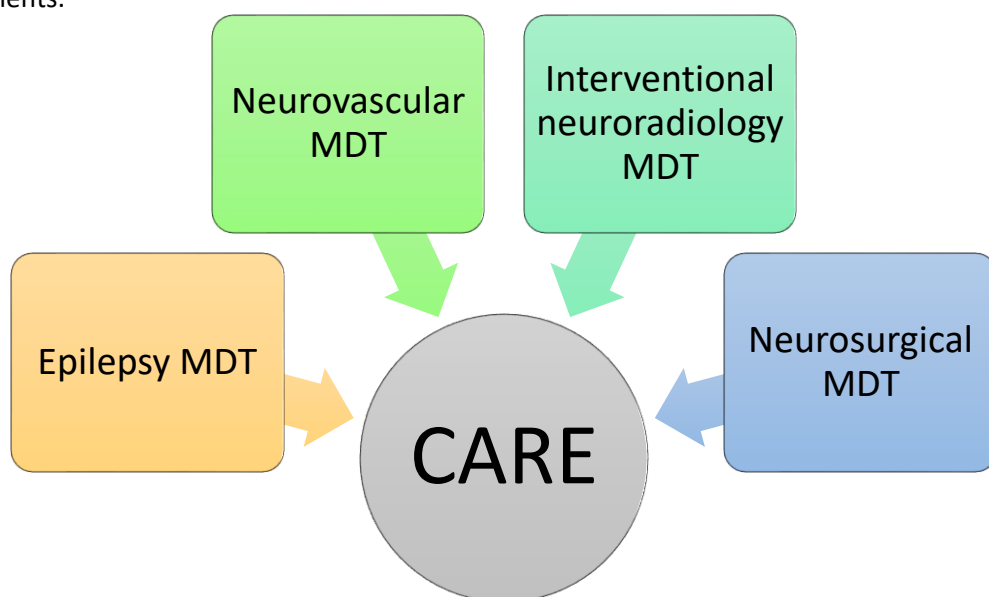 Neurovascular
MDT
Interventional
neuroradiology
MDT
Epilepsy MDT
Neurosurgical
MDT
CARE